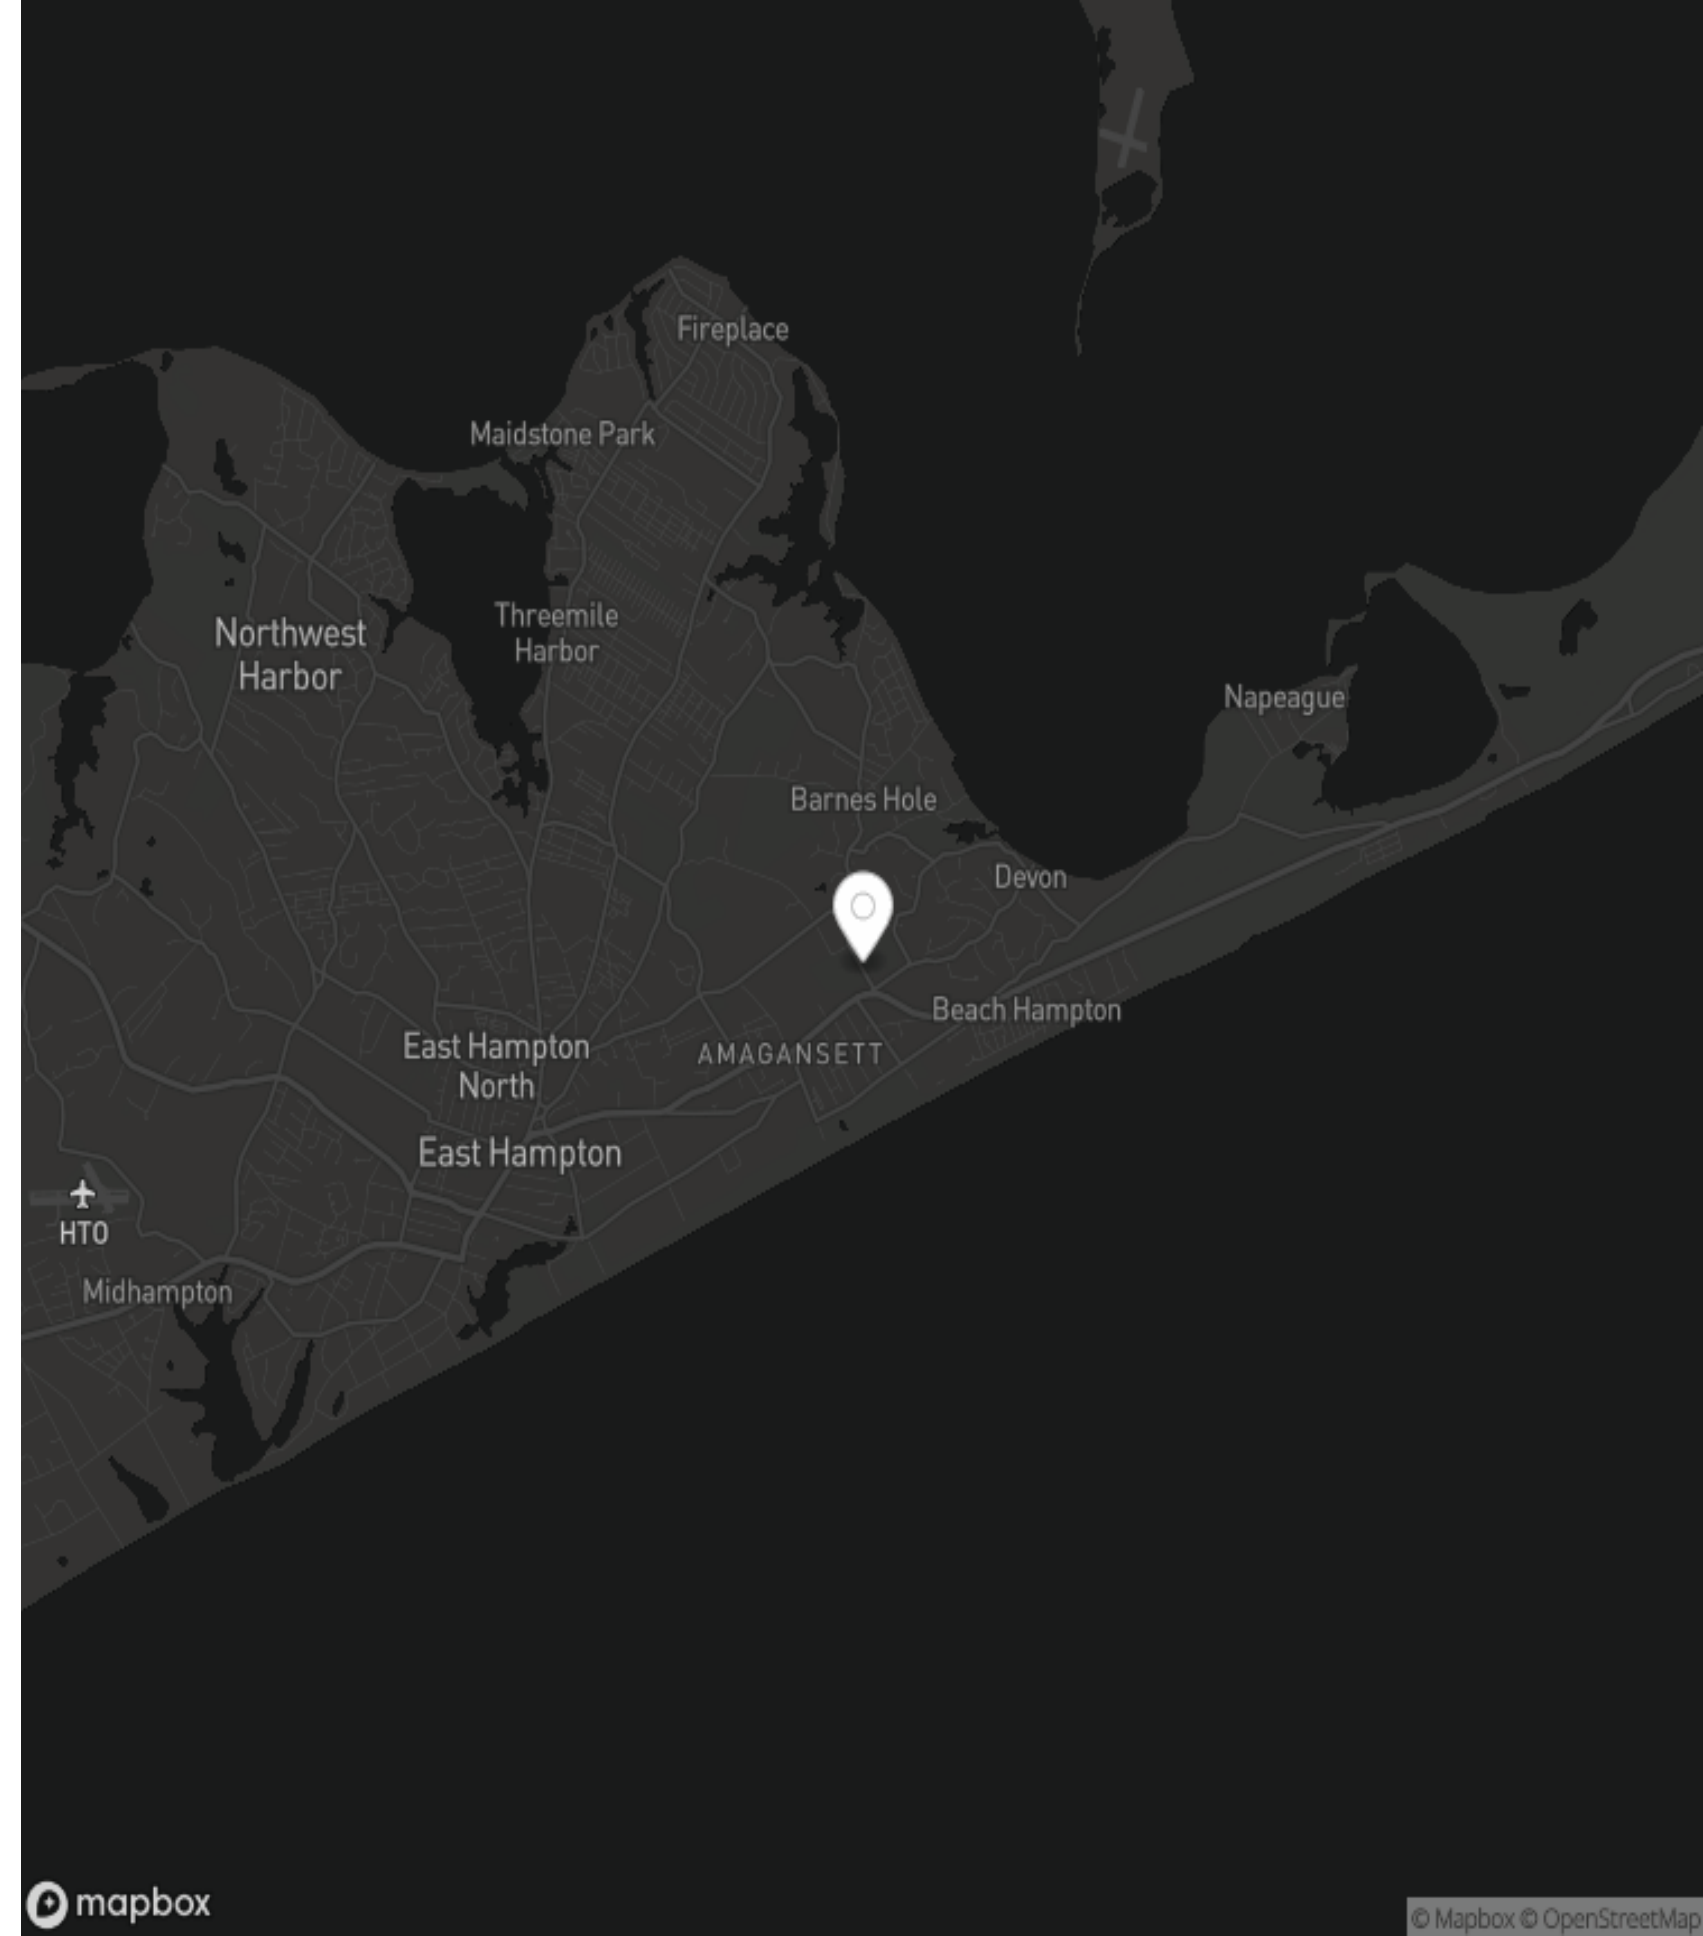 Fireplace
Maidstone Park
Threemile
Harbor
Northwest
Harbor
Napeague
Barnes Hole
Devon
Beach Hampton
East Hampton
North
AMAGANSETT
East Hampton
HTO
Midhampton
mapbox
© Mapbox © OpenStreetMap